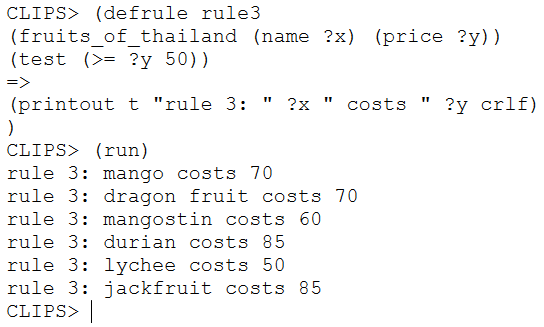 CLIPS> (defrule rule3
(fruits_of_thailand (name ?x) (price ?y))
(test (>= ?y 50))
=>
(printout t "rule 3: " ?x " costs " ?y crlf)
)
CLIPS> (run)
rule 3: mango costs 70
rule 3: dragon fruit costs 70
rule 3: mangostin costs 60
rule 3: durian costs 85
rule 3: lychee costs 50
rule 3: jackfruit costs 85
CLIPS>